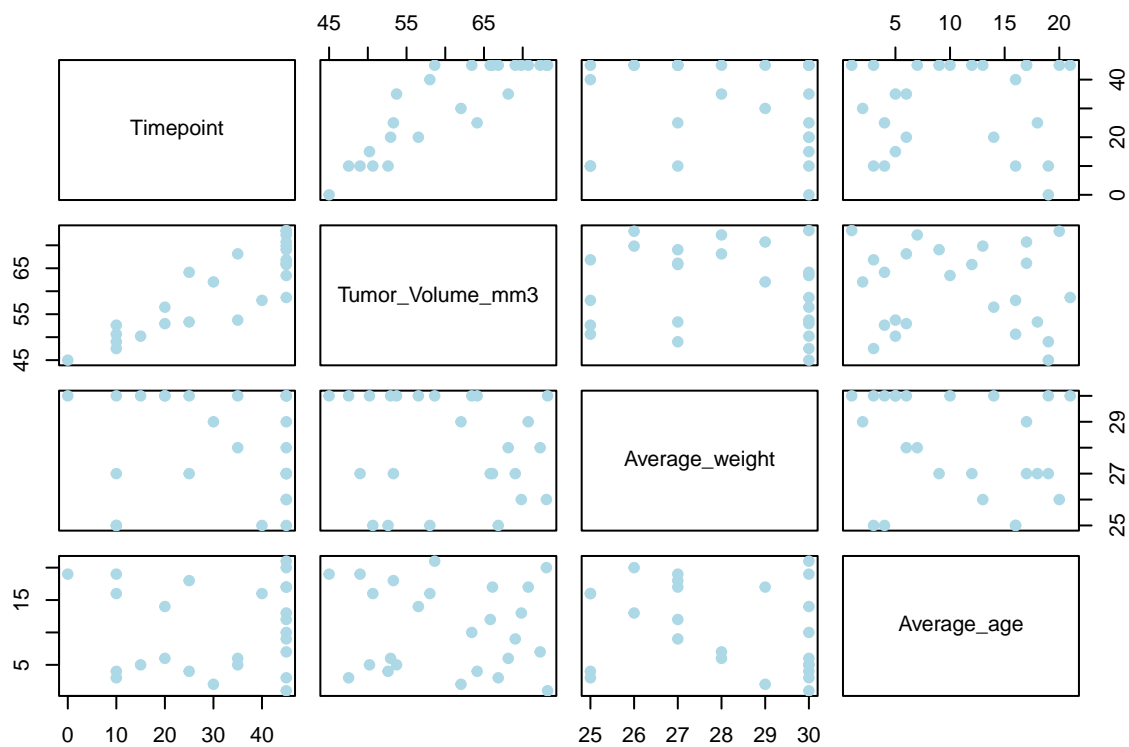 45 55 65
5 10 15 20
Timepoint
0 20 40
45 55 65
Tumor_Volume_mm3
Average_weight
25 27 29
5 15
Average_age
0 10 20 30 40
25 26 27 28 29 30